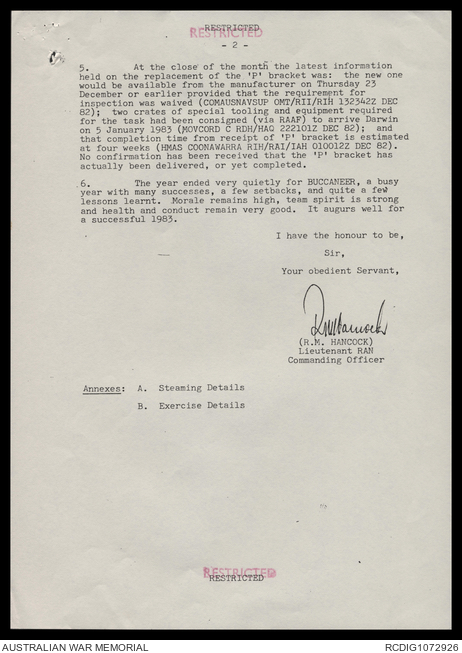 RESTRICTED
RESTRICTED
- 2 -
5. At the close of the month the latest information
held on the replacement of the 'P' bracket was: the new one
would be available from the manufacturer on Thursday 23
December or earlier provided that the requirement for
inspection was waived (COMAUSNAVSUP OMT/RII/RIH 132342Z DEC
82); two crates of special tooling and equipment required
for the task had been consigned (via RAAF) to arrive Darwin
on 5 January 1983 (MOVCORD C RDH/HAQ 222101Z DEC 82); and
that completion time from receipt of 'P' bracket is estimated
at four weeks (HMAS COONAWARRA RIH/RAI/IAH 010012Z DEC 82).
No confirmation has been received that the 'P' bracket has
actually been delivered, or yet completed.
6. The year ended very quietly for BUCCANEER, a busy
year with many successes, a few setbacks, and quite a few
lessons learnt. Morale remains high, team spirit is strong
and health and conduct remain very good. It augurs well for
a successful 1983.
I have the honour to be,
Sir,
Your obedient Servant,
RMHancock
(R.M. HANCOCK)
Lieutenant RAN
Commanding Officer
Annexes: A. Steaming Details
B. Exercise Details
RESTRICTED
RESTRICTED
AUSTRALIAN WAR MEMORIAL RCDIG1072926